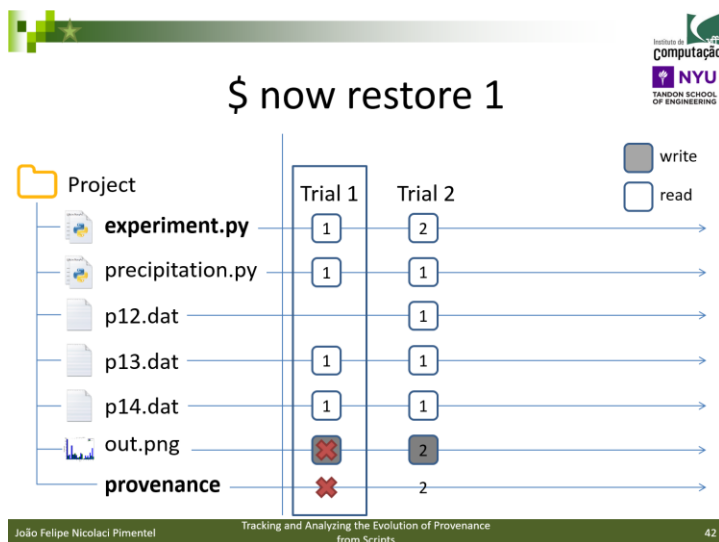 Instituto de
computação
NYU
TANDON SCHOOL
OF ENGINEERING
$ now restore 1
write
read
Project
Trial 1
Trial 2
experiment.py
1
2
precipitation.py
1
1
p12.dat
1
p13.dat
1
1
p14.dat
1
1
out.png
2
provenance
2
João Felipe Nicolaci Pimentel
Tracking and Analyzing the Evolution of Provenance
from Scripts
42